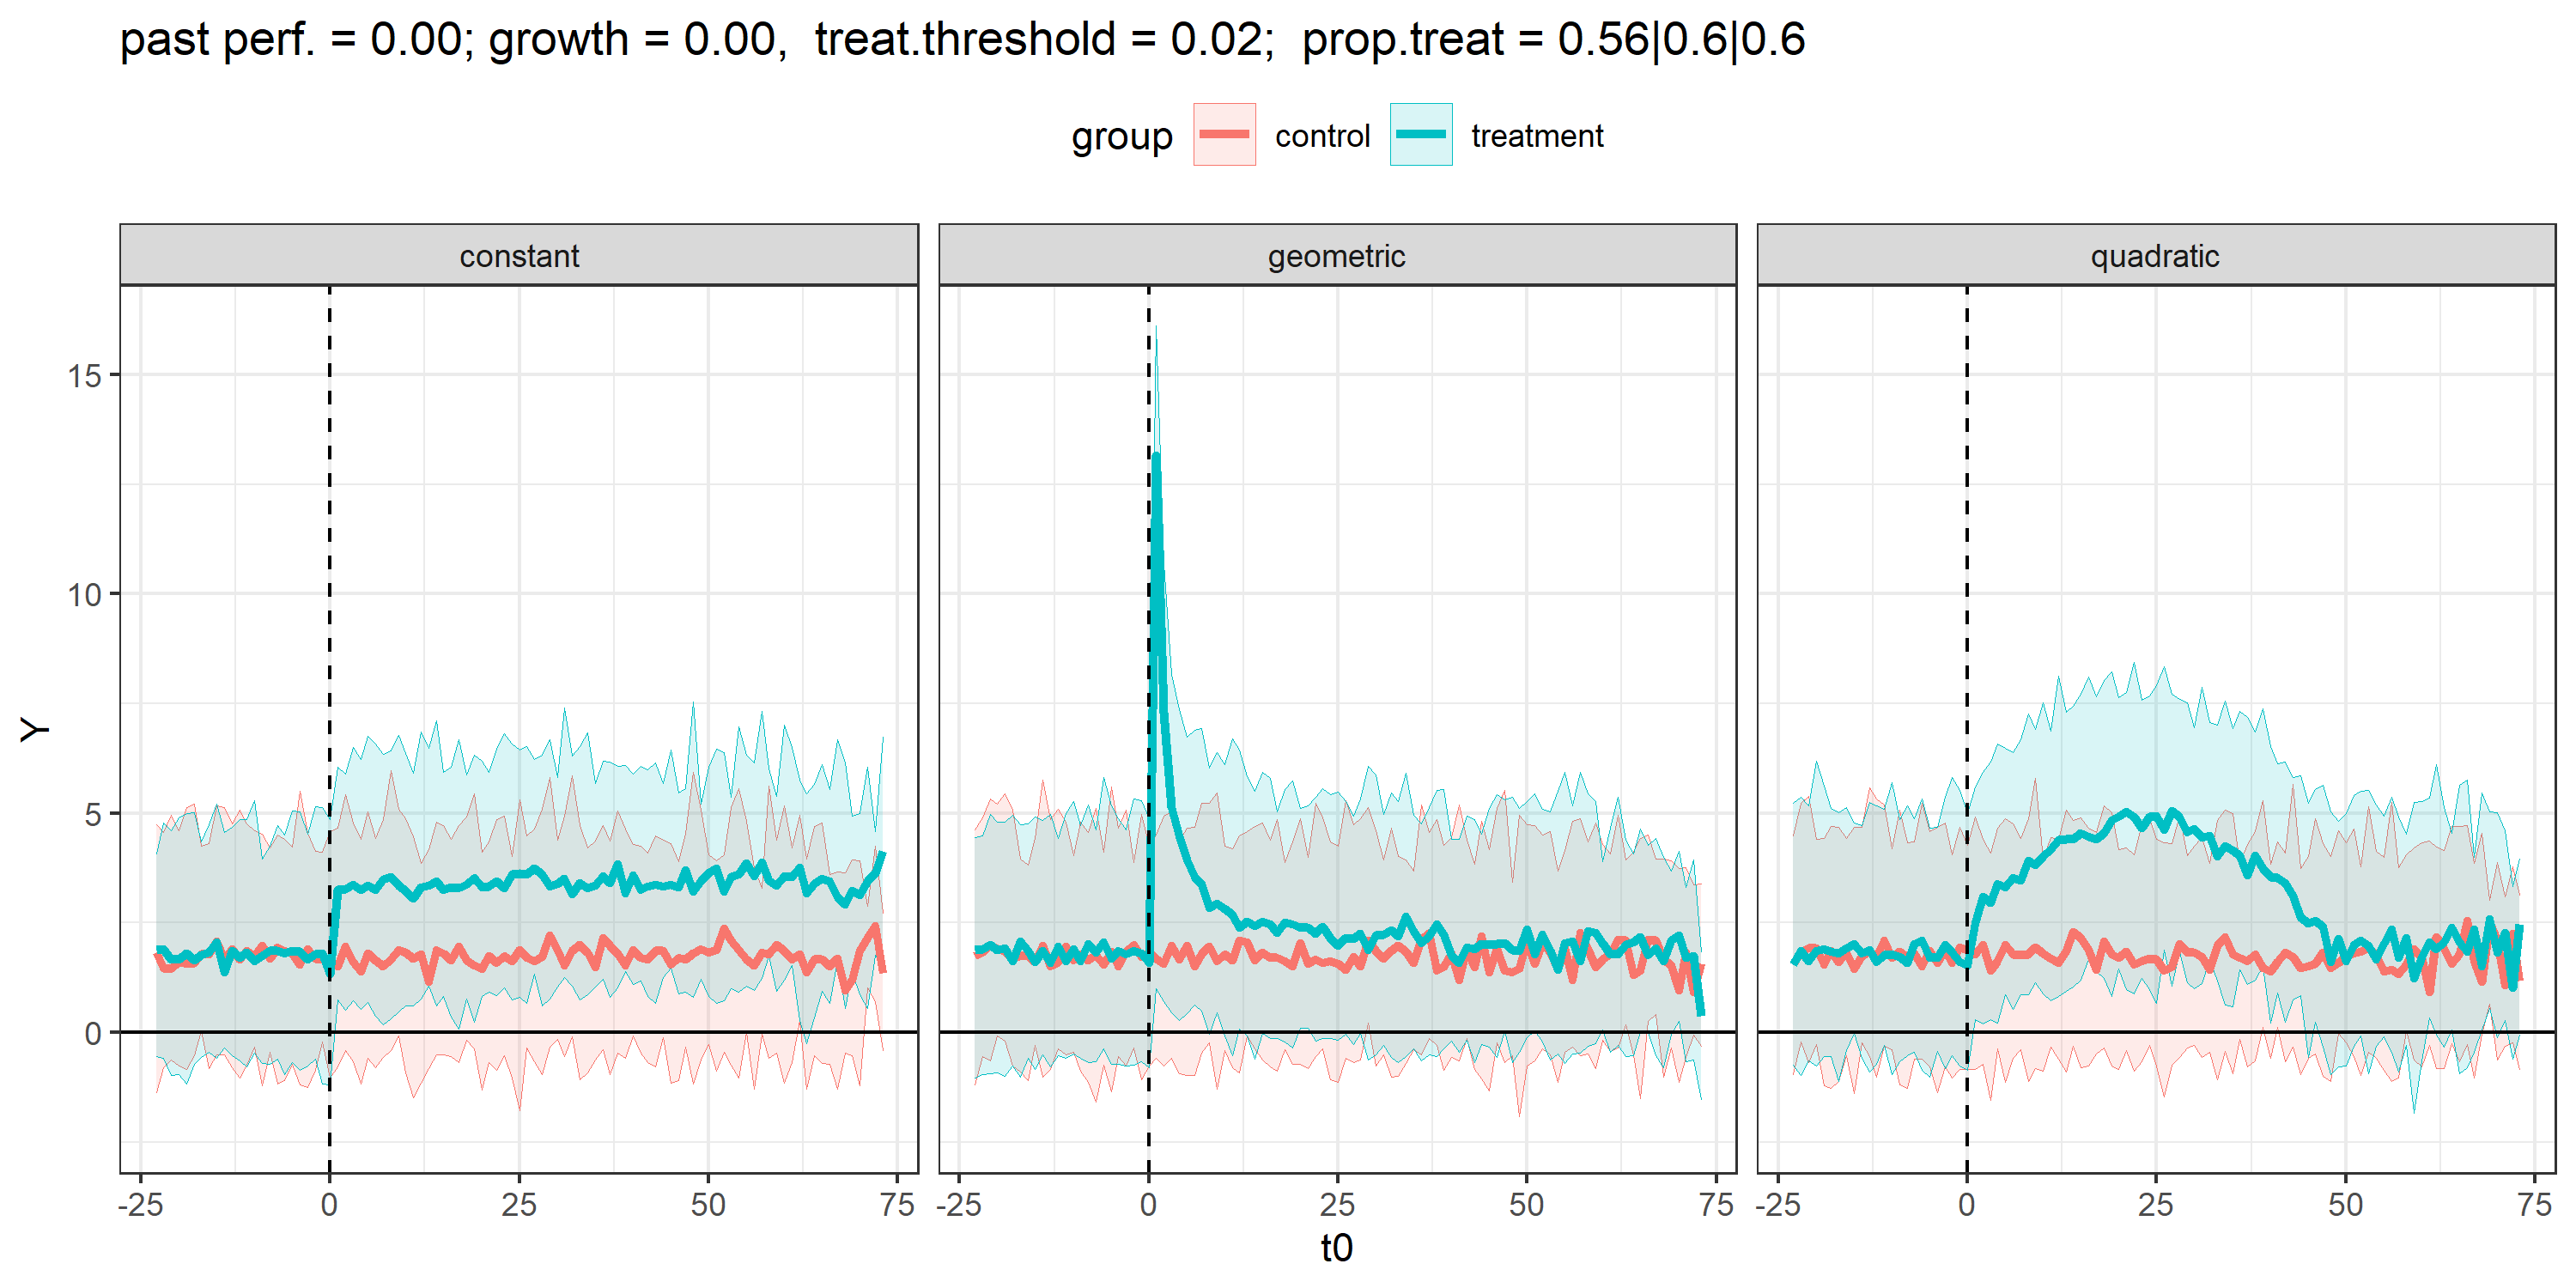 past perf. = 0.00; growth = 0.00,  treat.threshold = 0.02;  prop.treat = 0.56|0.6|0.6
group control treatment
constant geometric quadratic
15
10
5
0
Y
-25 0 25 50 75 -25 0 25 50 75 -25 0 25 50 75
t0